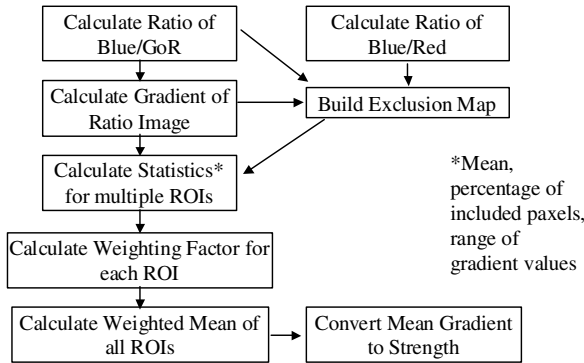 Calculate Ratio of
Blue/GoR
Calculate Ratio of
Blue/Red
Calculate Gradient of
Ratio Image
Build Exclusion Map
Calculate Statistics*
for multiple ROIs
*Mean,
percentage of
included paxels,
range of
gradient values
Calculate Weighting Factor for
each ROI
Calculate Weighted Mean of
all ROIs
Convert Mean Gradient
to Strength